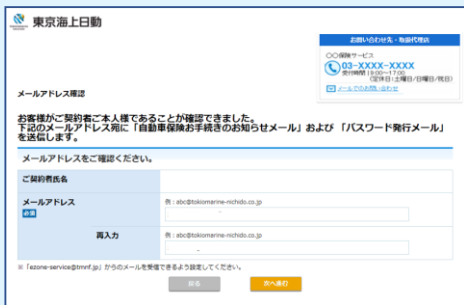 東京海上日動
お問い合わせ先・取扱代理店
〇〇保険サービス
03-XXXX-XXXX
受付時間 9:00～17:00
(定休日:土曜日/日曜日/祝日)
メールでのお問い合わせ
メールアドレス確認
お客様がご契約者ご本人様であることが確認できました。
下記のメールアドレス宛に「自動車保険お手続きのお知らせメール」および「パスワード発行メール」
を送信します。
メールアドレスをご確認ください。
ご契約者氏名
メールアドレス
必須
例:abc@tokiomarine-nichido.co.jp
再入力
例:abc@tokiomarine-nichido.co.jp
※「ezone-service@tmnf.jp」からのメールを受信できるよう設定してください。
戻る
次へ進む